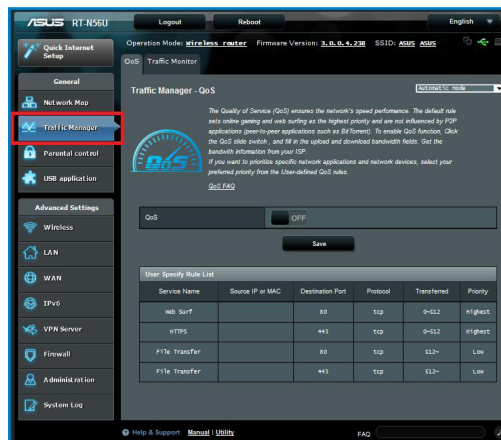 ASUS RT-N56U Logout Reboot English
Quick Internet Setup
Operation Mode: Wireless router Firmware Version: 3.0.0.4.238 SSID: ASUS ASUS
QoS Traffic Monitor
General
Network Map
Traffic Manager
Parental control
USB application
Advanced Settings
Wireless
LAN
WAN
IPv6
VPN Server
Firewall
Administration
System Log
Traffic Manager - QoS
Automatic mode
The Quality of Service (QoS) ensures the network's speed performance. The default rule
sets online gaming and web surfing as the highest priority and are not influenced by P2P
applications (peer-to-peer applications such as BitTorrent). To enable QoS function, Click
the QoS slide switch , and fill in the upload and download bandwidth fields. Get the
bandwidth information from your ISP.
If you want to prioritize specific network applications and network devices, select your
preferred priority from the User-defined QoS rules.
QoS FAQ
QoS
QoS OFF
Save
User Specify Rule List
Service Name Source IP or MAC Destination Port Protocol Transferred Priority
Web Surf 80 tcp 0~512 Highest
HTTPS 443 tcp 0~512 Highest
File Transfer 80 tcp 512~ Low
File Transfer 443 tcp 512~ Low
Help & Support Manual | Utility FAQ